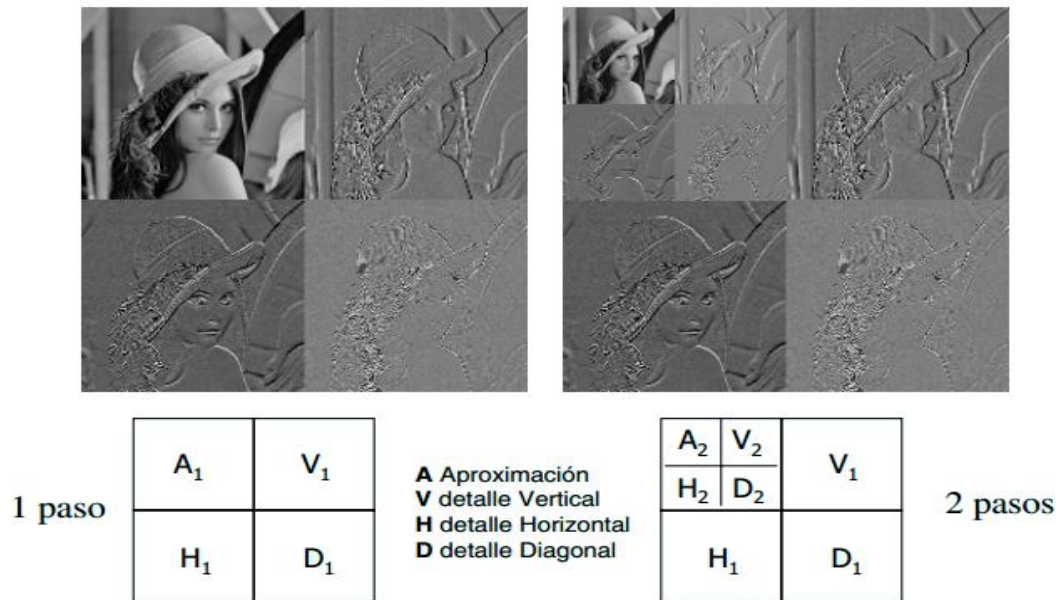 1 paso
A₁ V₁
H₁ D₁
A Aproximación
V detalle Vertical
H detalle Horizontal
D detalle Diagonal
A₂ V₂
H₂ D₂
V₁
H₁ D₁
2 pasos